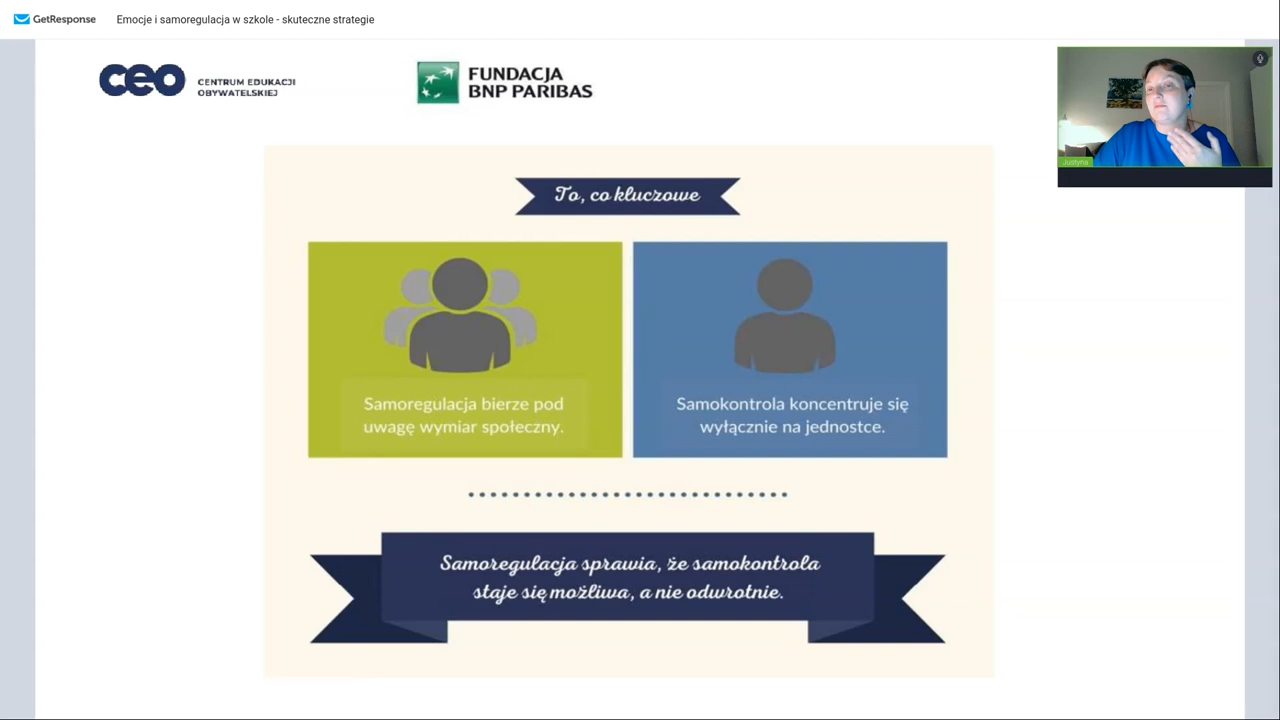 GetResponse
Emocje i samoregulacja w szkole - skuteczne strategie
ceo
CENTRUM EDUKACJI
OBYWATELSKIEJ
FUNDACJA
BNP PARIBAS
Justyna
To, co kluczowe
Samoregulacja bierze pod
uwagę wymiar społeczny.
Samokontrola koncentruje się
wyłącznie na jednostce.
Samoregulacja sprawia, że samokontrola
staje się możliwa, a nie odwrotnie.